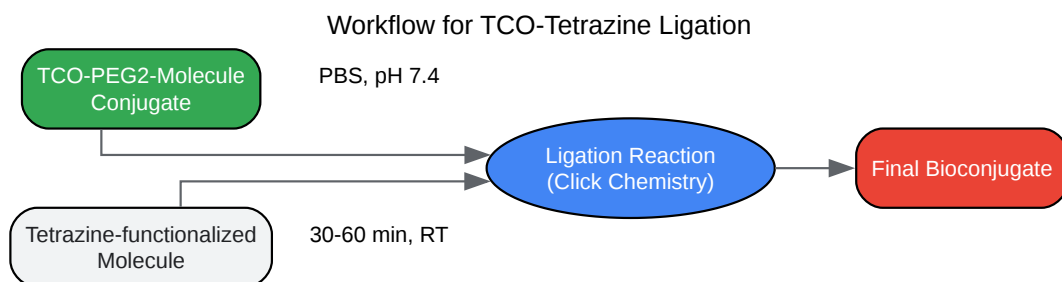 Workflow for TCO-Tetrazine Ligation
TCO-PEG2-Molecule
Conjugate
PBS, pH 7.4
Ligation Reaction
(Click Chemistry)
Final Bioconjugate
Tetrazine-functionalized
Molecule
30-60 min, RT